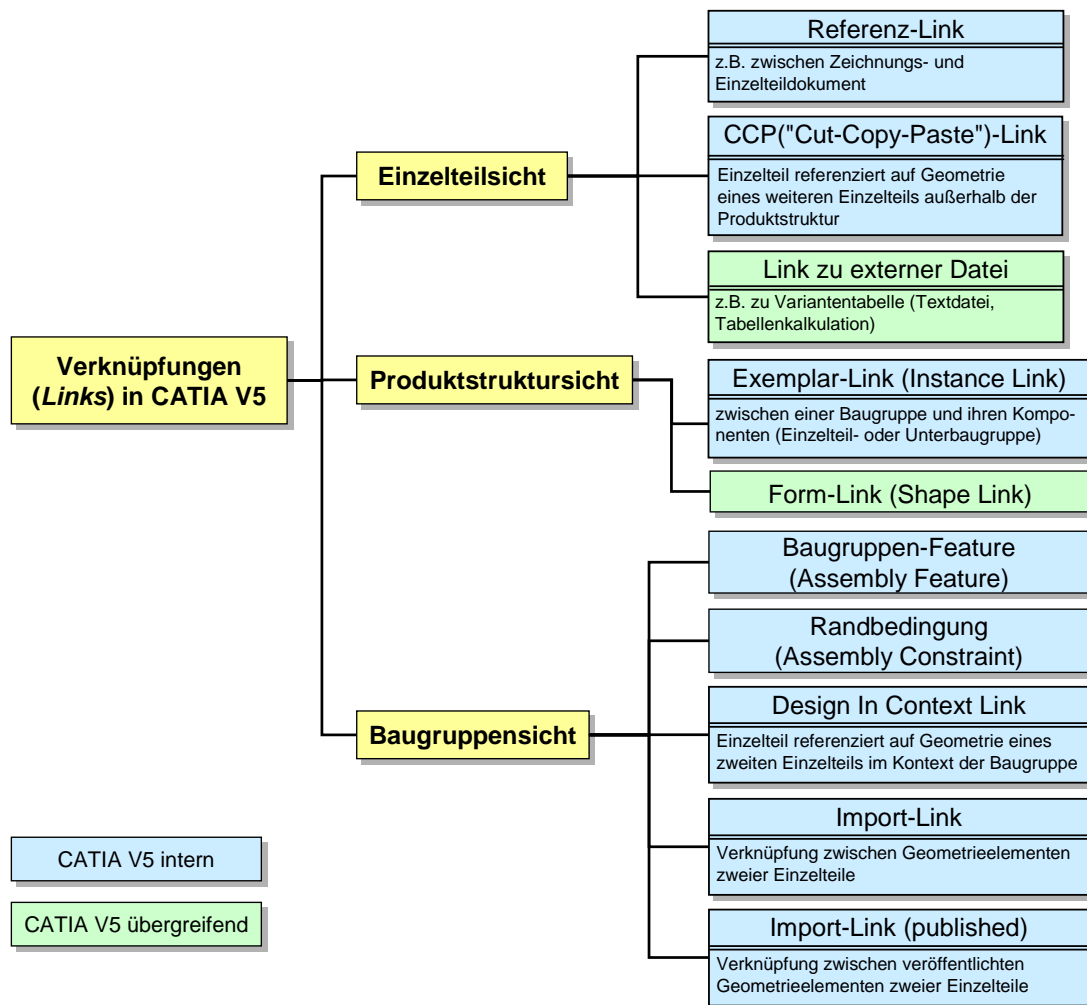 Verknüpfungen
(Links) in CATIA V5
Einzelteilsicht
Referenz-Link
z.B. zwischen Zeichnungs- und
Einzelteildokument
CCP("Cut-Copy-Paste")-Link
Einzelteil referenziert auf Geometrie
eines weiteren Einzelteils außerhalb der
Produktstruktur
Link zu externer Datei
z.B. zu Variantentabelle (Textdatei,
Tabellenkalkulation)
Produktstruktursicht
Exemplar-Link (Instance Link)
zwischen einer Baugruppe und ihren Kompo-
nenten (Einzelteil- oder Unterbaugruppe)
Form-Link (Shape Link)
Baugruppensicht
Baugruppen-Feature
(Assembly Feature)
Randbedingung
(Assembly Constraint)
Design In Context Link
Einzelteil referenziert auf Geometrie eines
zweiten Einzelteils im Kontext der Baugruppe
Import-Link
Verknüpfung zwischen Geometrieelementen
zweier Einzelteile
Import-Link (published)
Verknüpfung zwischen veröffentlichten
Geometrieelementen zweier Einzelteile
CATIA V5 intern
CATIA V5 übergreifend